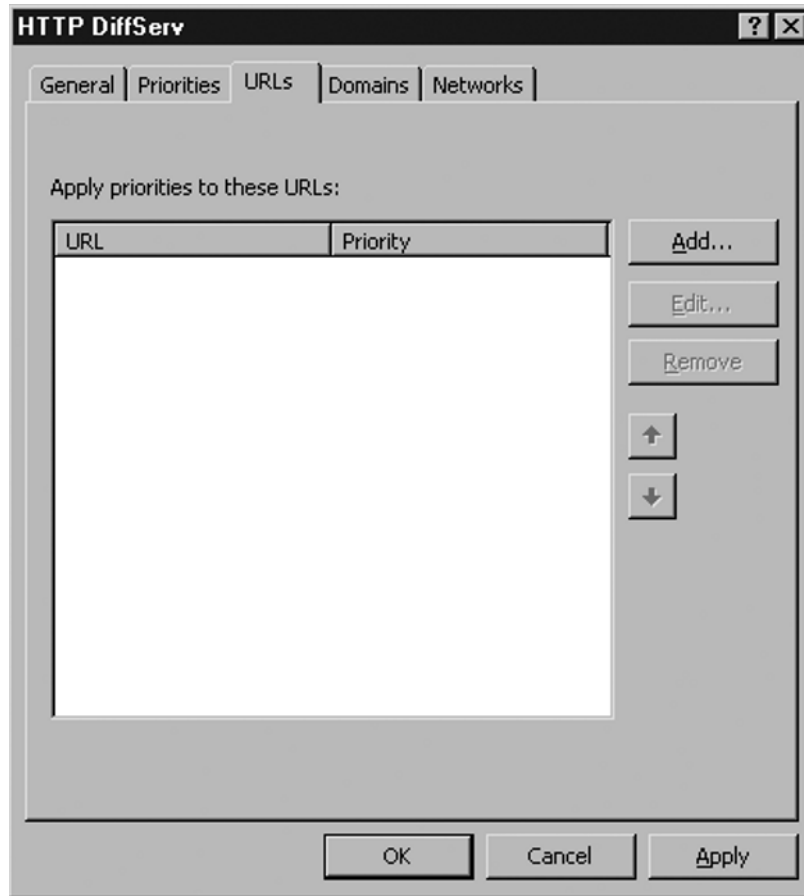 HTTP DiffServ
General Priorities URLs Domains Networks
Apply priorities to these URLs:
URL Priority
Add...
Edit...
Remove
OK Cancel Apply